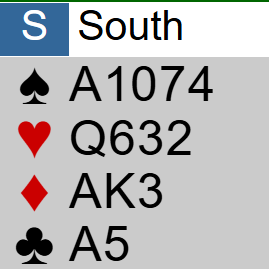 S South
♠ A1074
♥ Q632
♦ AK3
♣ A5